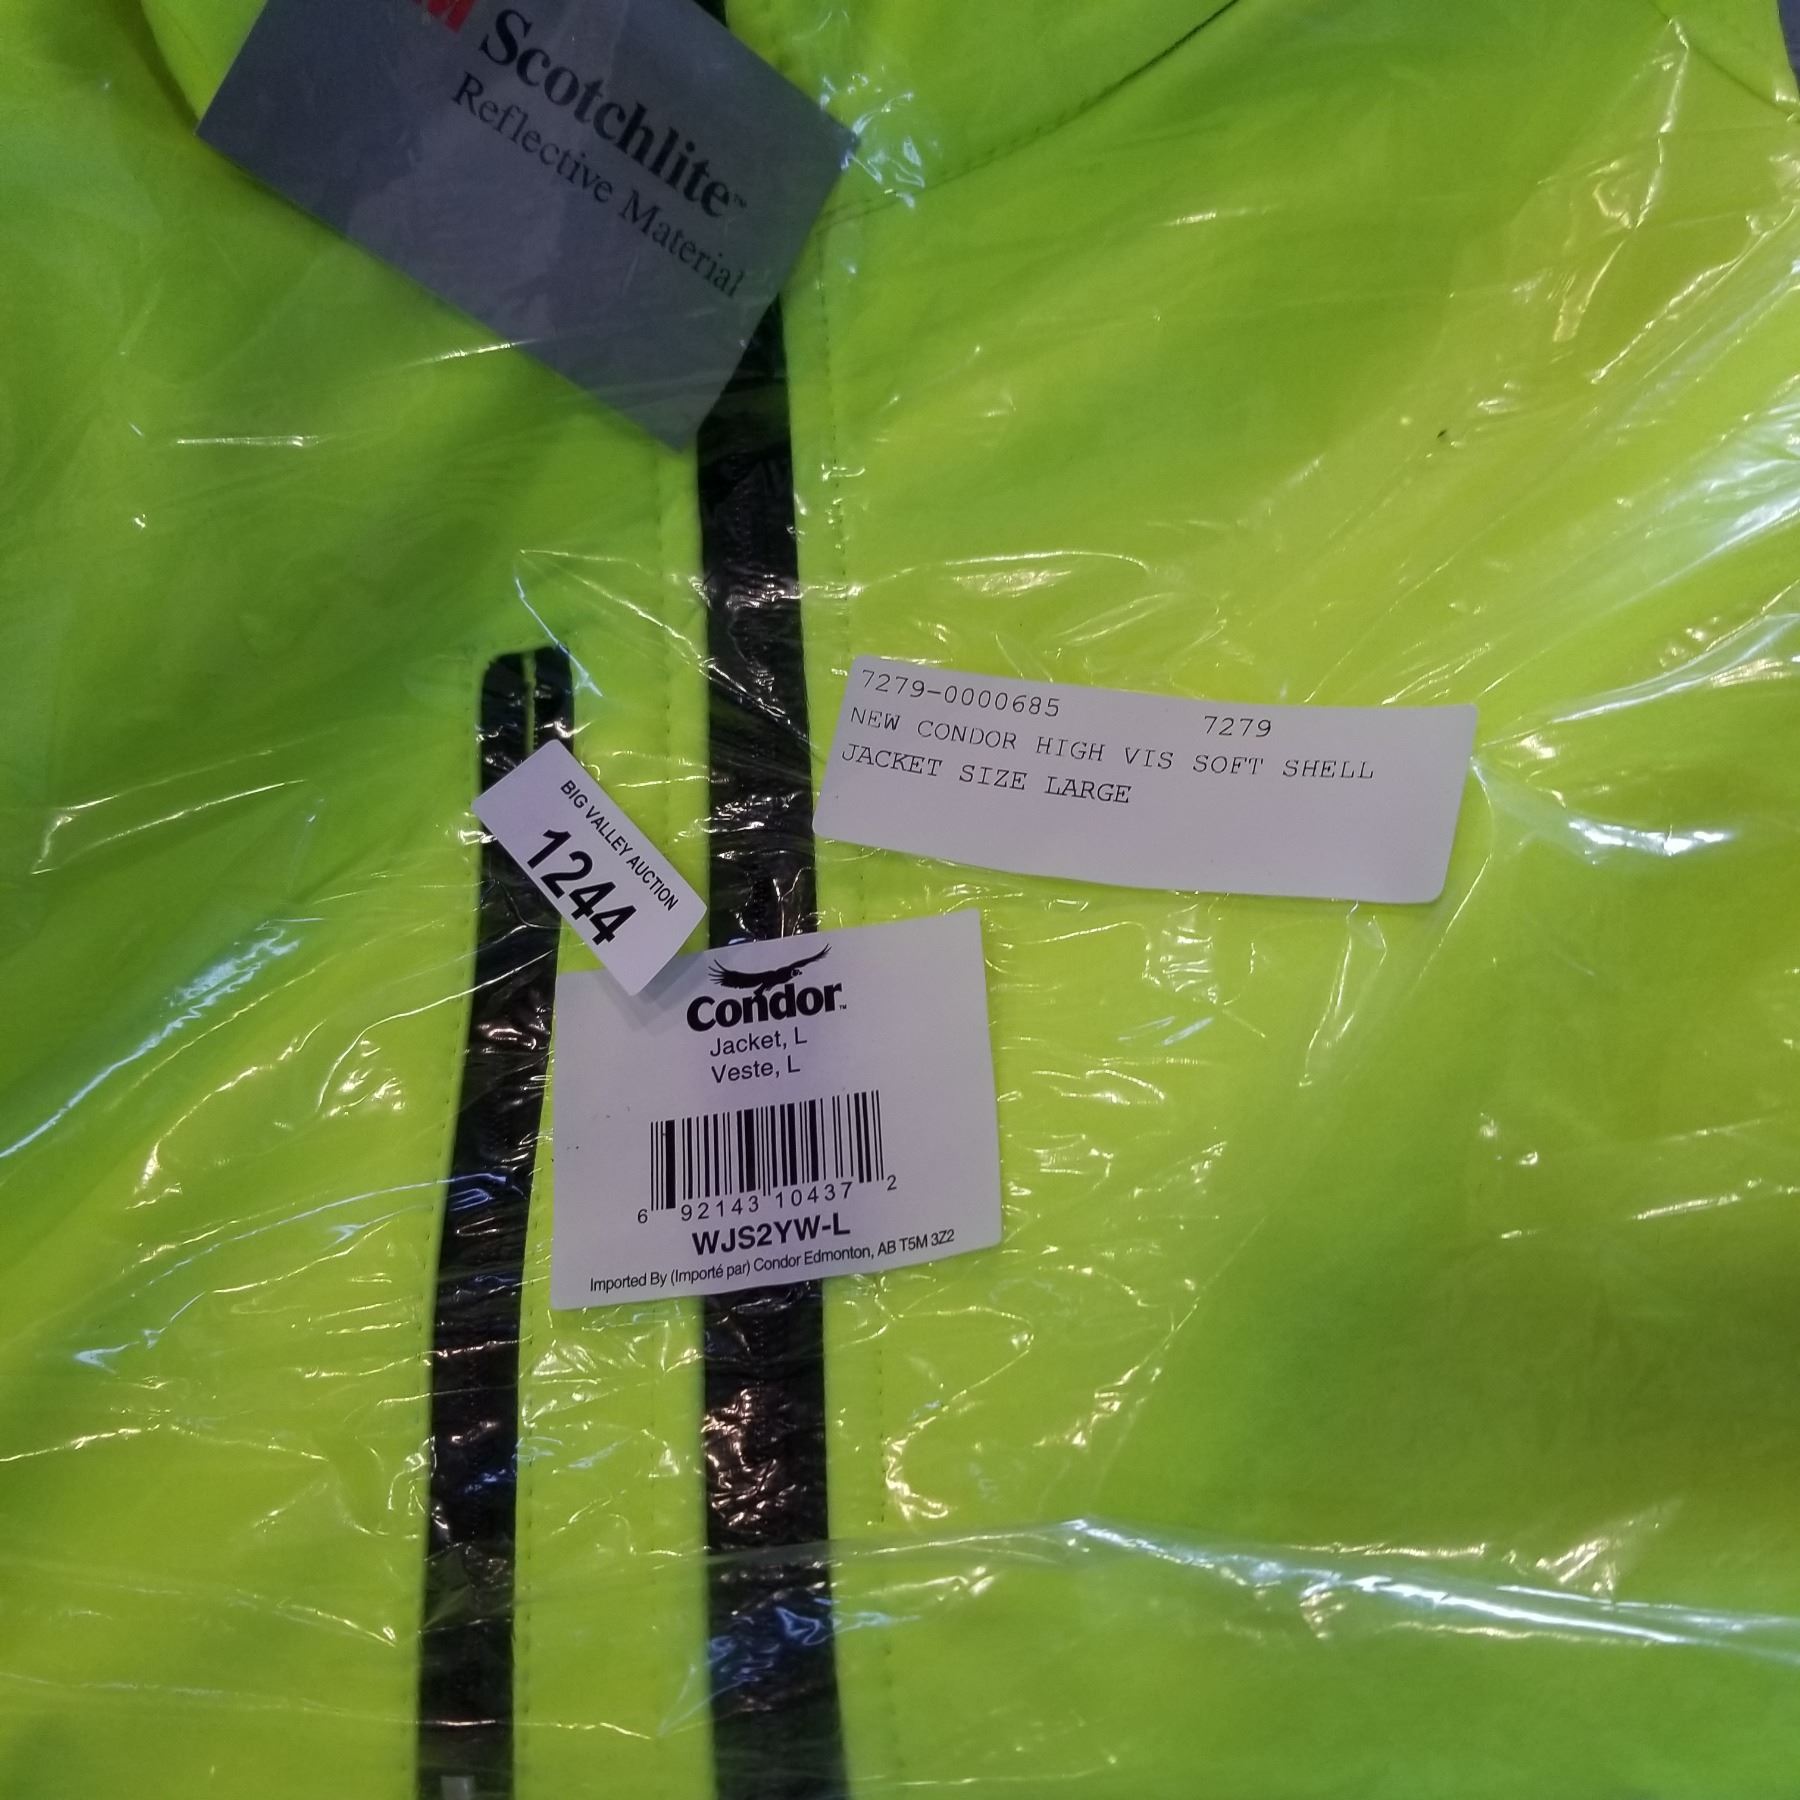 Scotchlite™
Reflective Material
7279-0000685 7279
NEW CONDOR HIGH VIS SOFT SHELL
JACKET SIZE LARGE
BIG VALLEY AUCTION
1244
Condor™
Jacket, L
Veste, L
6 92143 10437 2
WJS2YW-L
Imported By (Importé par) Condor Edmonton, AB T5M 3Z2